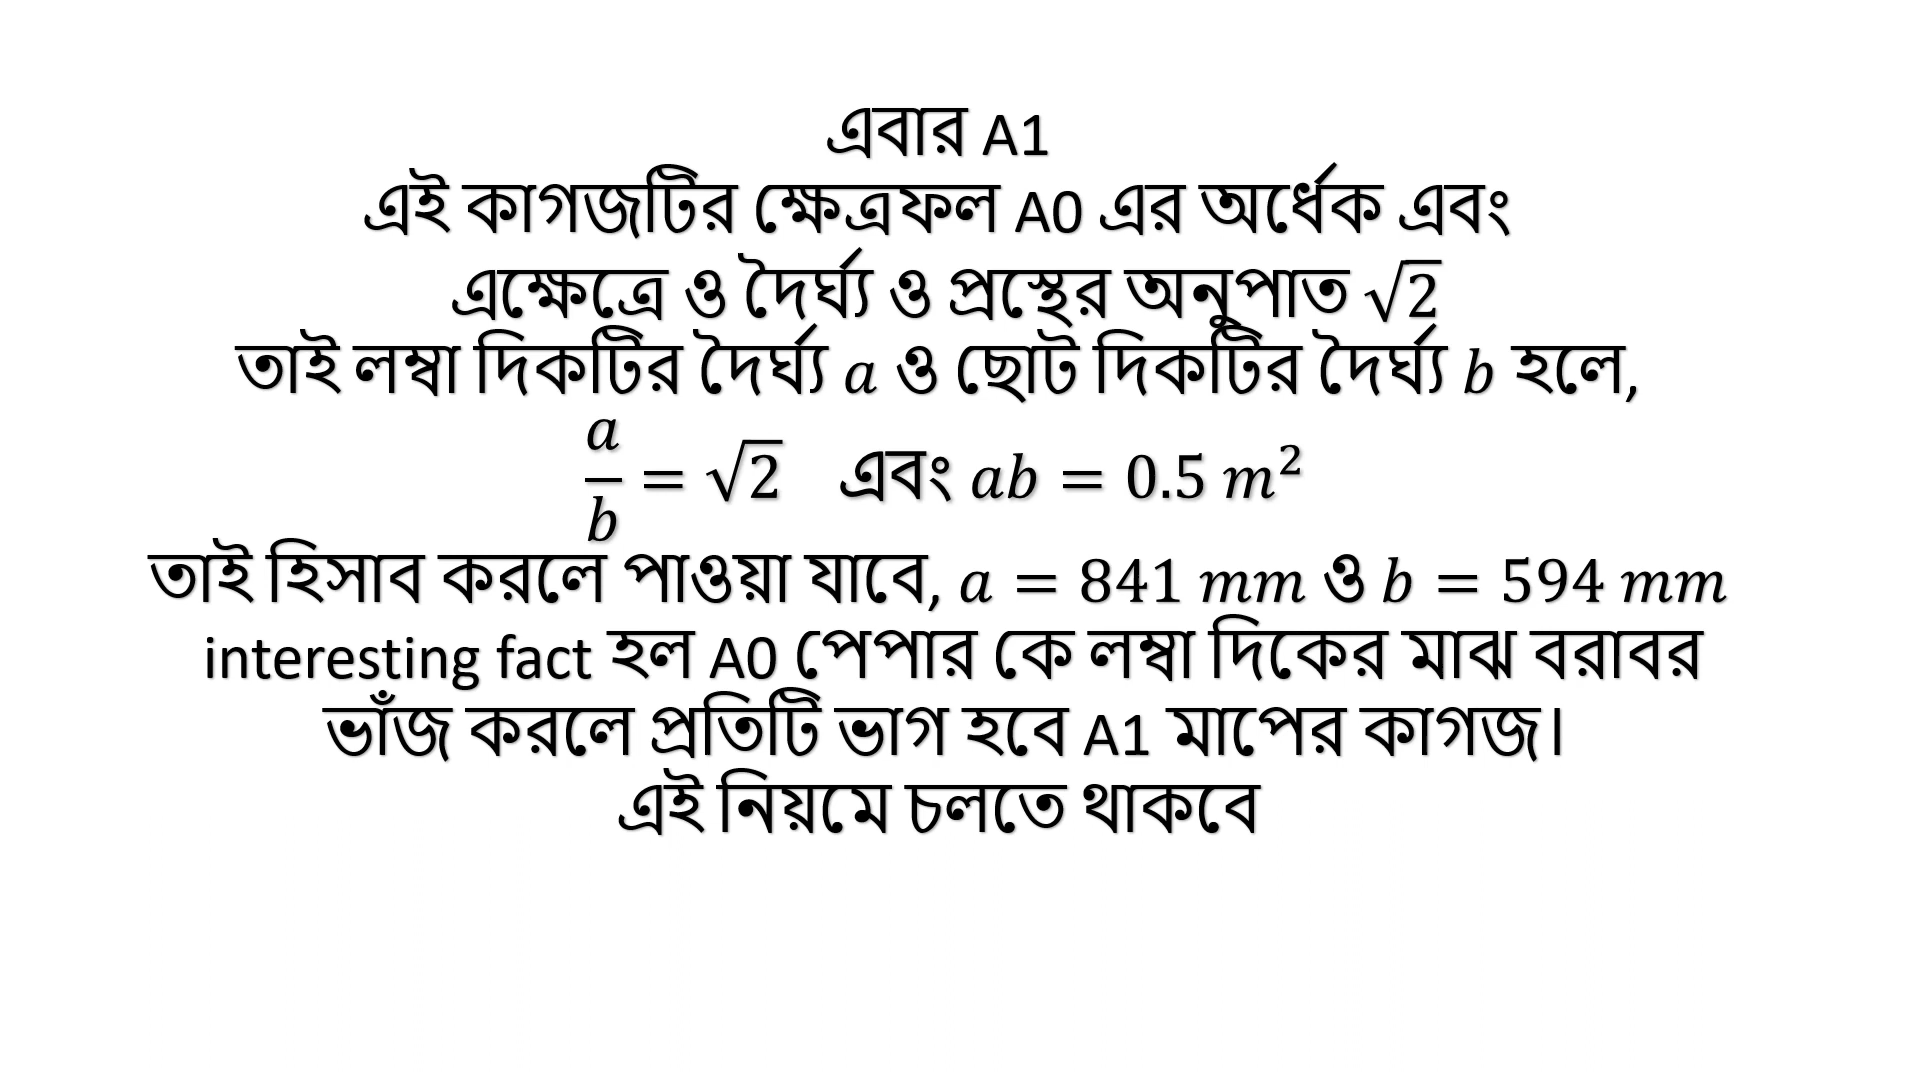 এবার A1
এই কাগজটির ক্ষেত্রফল A0 এর অর্ধেক এবং
এক্ষেত্রে ও দৈর্ঘ্য ও প্রস্থের অনুপাত √2
তাই লম্বা দিকটির দৈর্ঘ্য a ও ছোট দিকটির দৈর্ঘ্য b হলে,
a/b = √2 এবং ab = 0.5 m²
তাই হিসাব করলে পাওয়া যাবে, a = 841 mm ও b = 594 mm
interesting fact হল A0 পেপার কে লম্বা দিকের মাঝ বরাবর
ভাঁজ করলে প্রতিটি ভাগ হবে A1 মাপের কাগজ।
এই নিয়মে চলতে থাকবে